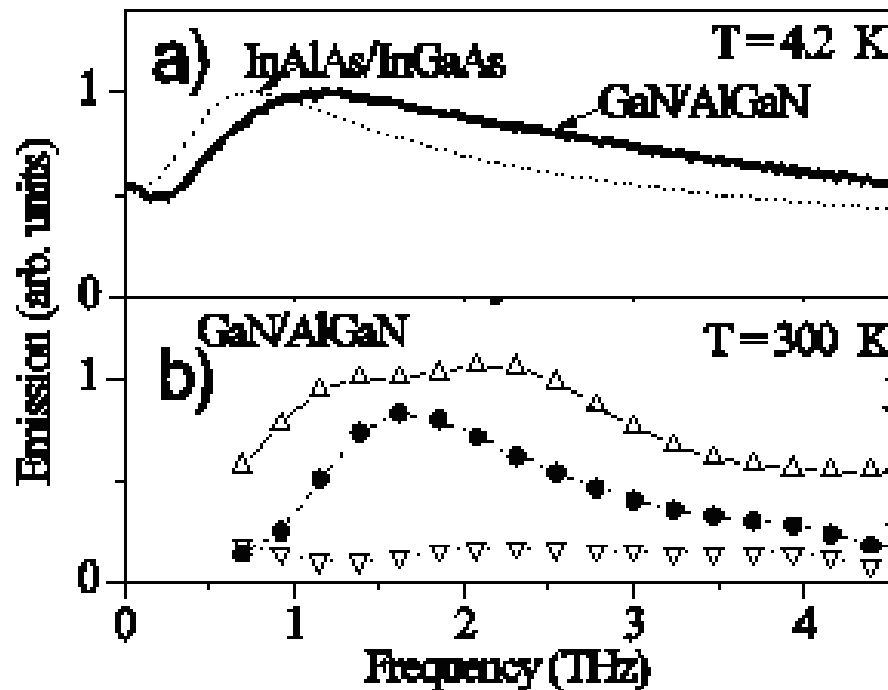 a)
InAlAs/InGaAs
T = 4.2 K
GaN/AlGaN
1
0
Emission (arb. units)
GaN/AlGaN
b)
T = 300 K
1
0
0 1 2 3 4
Frequency (THz)